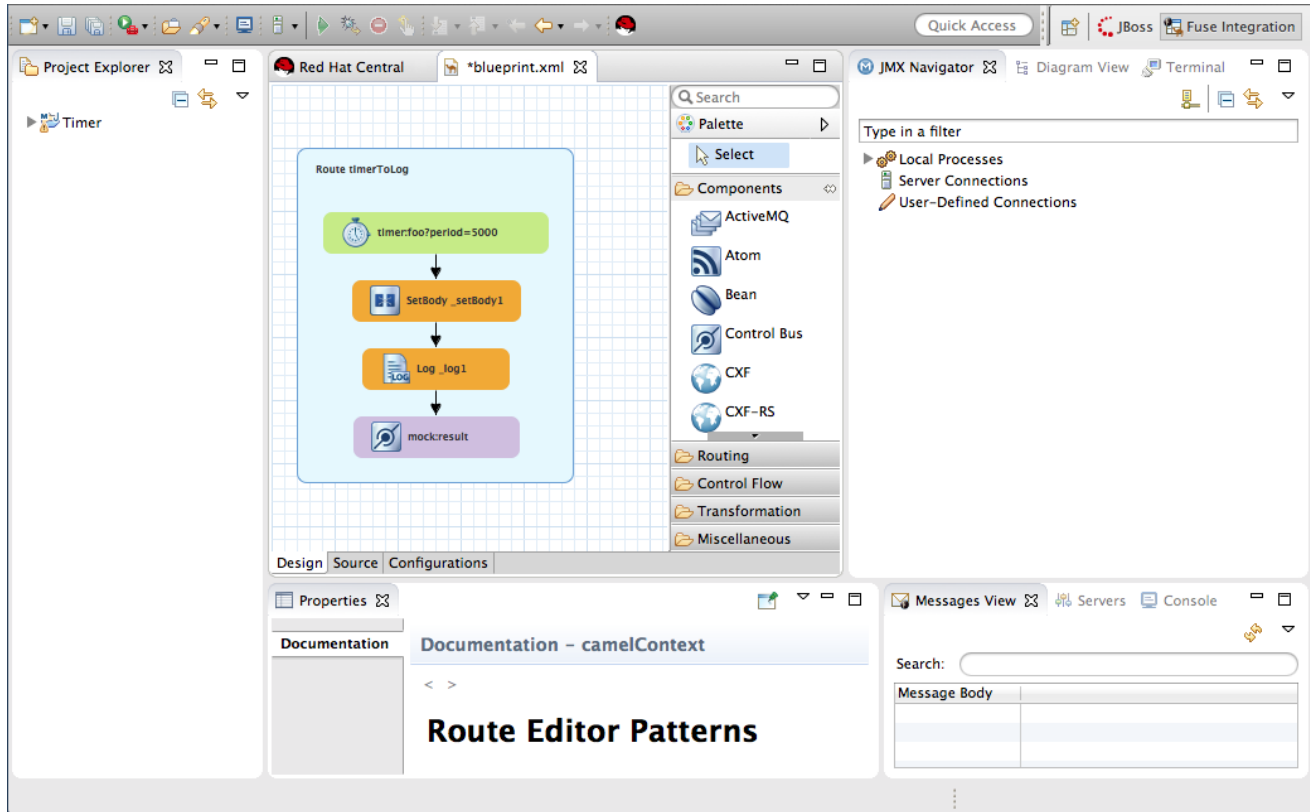 Quick Access
JBoss
Fuse Integration
Project Explorer
Timer
Red Hat Central
*blueprint.xml
Route timerToLog
timer:foo?period=5000
SetBody _setBody1
LOG
Log _log1
mock:result
Search
Palette
Select
Components
ActiveMQ
Atom
Bean
Control Bus
CXF
CXF-RS
Routing
Control Flow
Transformation
Miscellaneous
Design
Source
Configurations
JMX Navigator
Diagram View
Terminal
Type in a filter
Local Processes
Server Connections
User-Defined Connections
Properties
Documentation
Documentation – camelContext
< >
Route Editor Patterns
Messages View
Servers
Console
Search:
Message Body